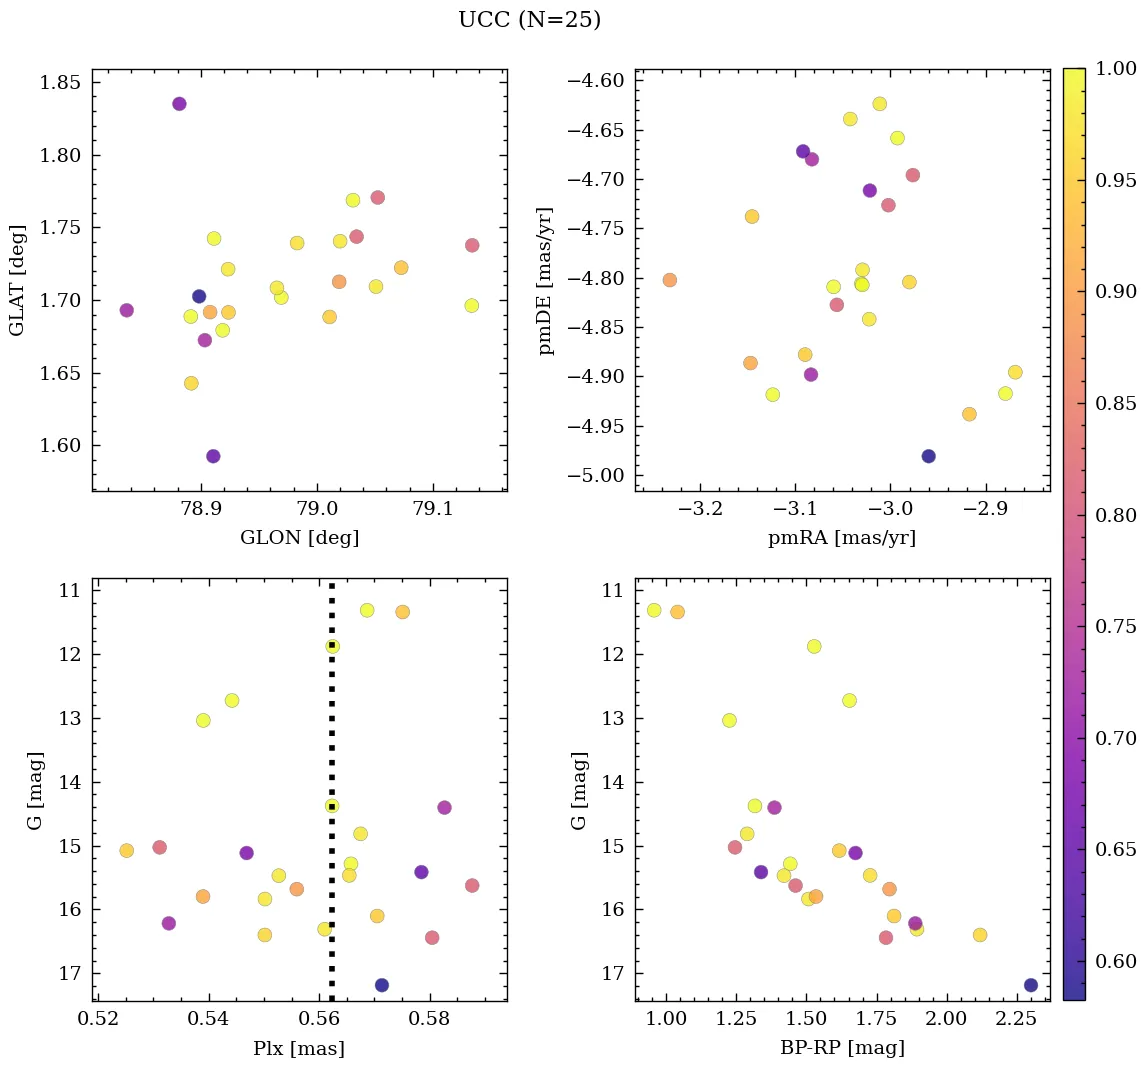 UCC (N=25)
1.85
1.80
1.75
1.70
1.65
1.60
GLAT [deg]
78.9 79.0 79.1
GLON [deg]
−4.60
−4.65
−4.70
−4.75
−4.80
−4.85
−4.90
−4.95
−5.00
pmDE [mas/yr]
−3.2 −3.1 −3.0 −2.9
pmRA [mas/yr]
11
12
13
14
15
16
17
G [mag]
0.52 0.54 0.56 0.58
Plx [mas]
11
12
13
14
15
16
17
G [mag]
1.00 1.25 1.50 1.75 2.00 2.25
BP-RP [mag]
1.00
0.95
0.90
0.85
0.80
0.75
0.70
0.65
0.60